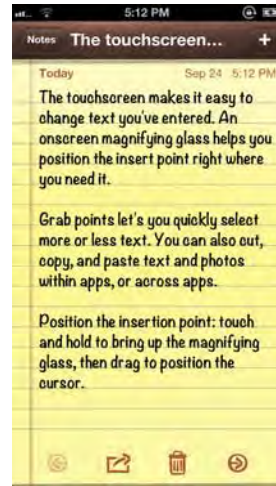 5:12 PM
Notes The touchscreen... +
Today Sep 24 5:12 PM
The touchscreen makes it easy to
change text you've entered. An
onscreen magnifying glass helps you
position the insert point right where
you need it.
Grab points let's you quickly select
more or less text. You can also cut,
copy, and paste text and photos
within apps, or across apps.
Position the insertion point: touch
and hold to bring up the magnifying
glass, then drag to position the
cursor.